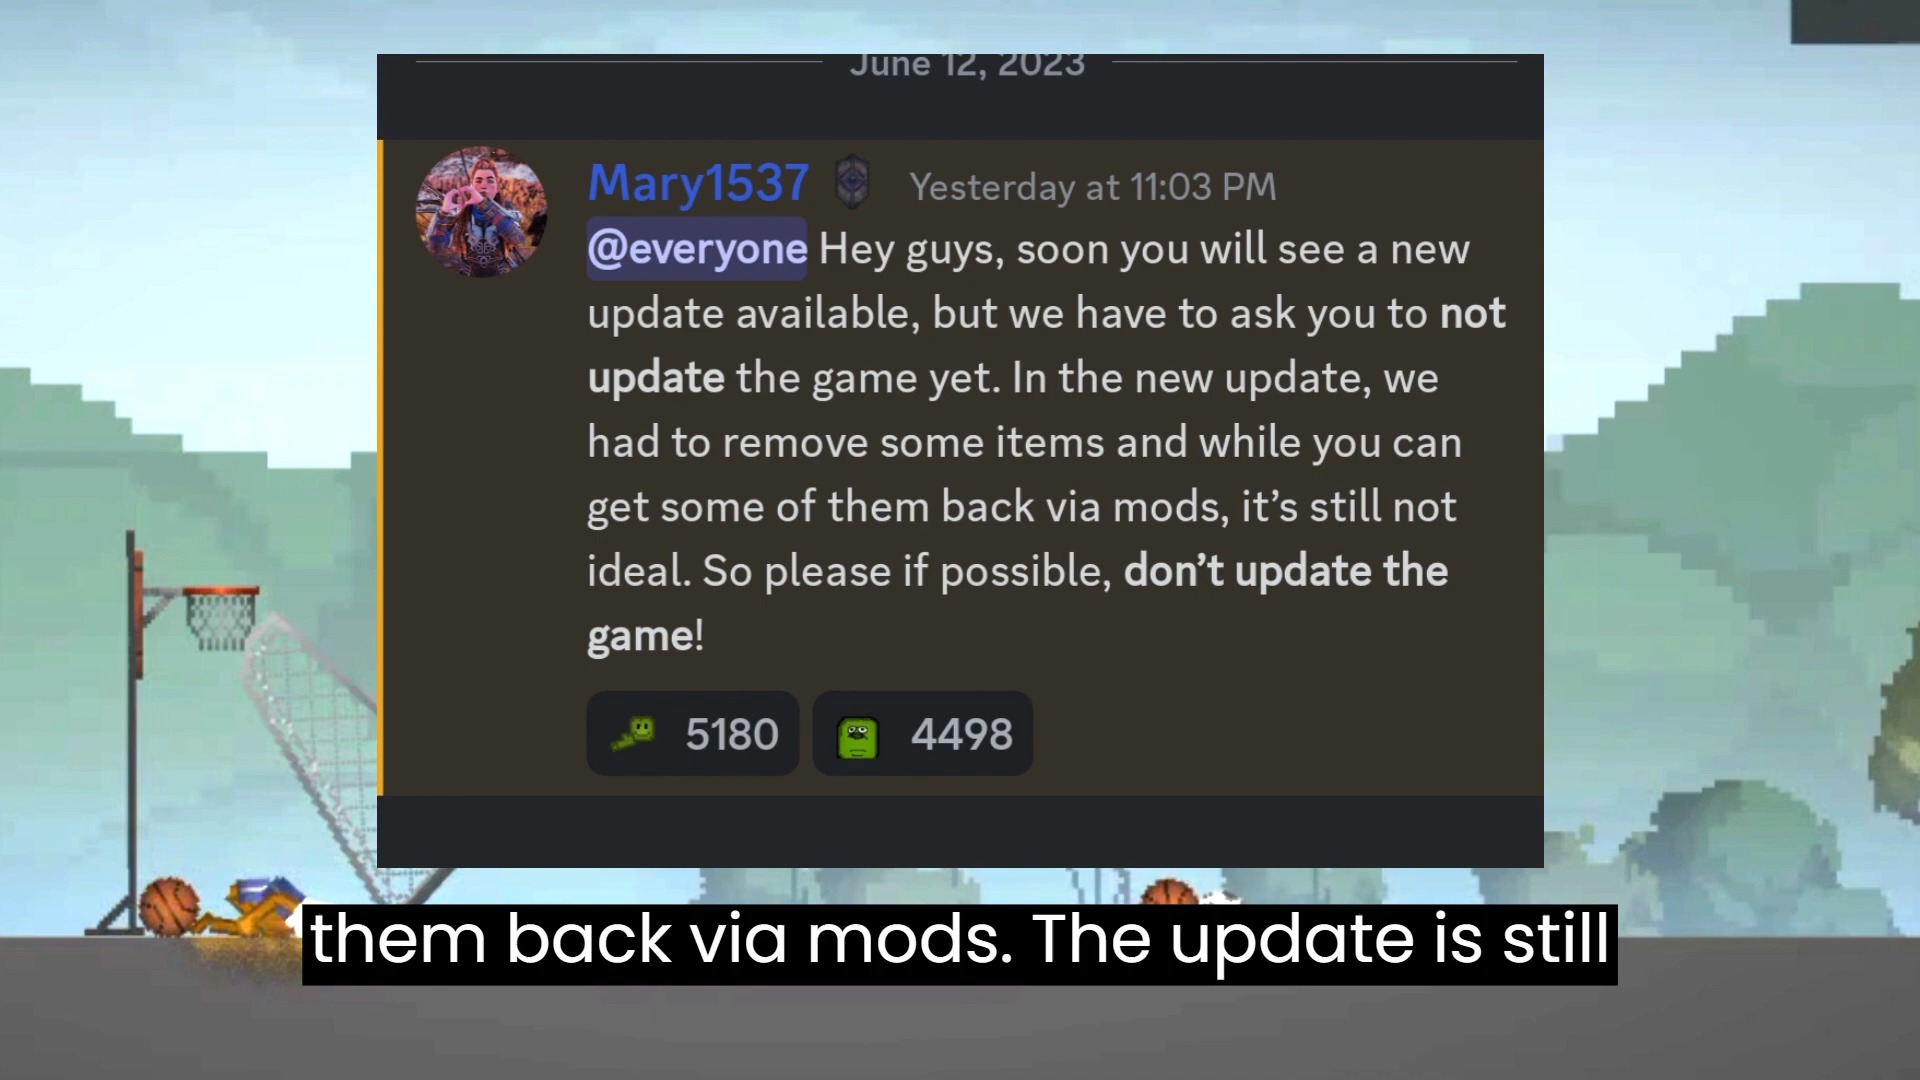 June 12, 2023
Mary1537 Yesterday at 11:03 PM
@everyone Hey guys, soon you will see a new
update available, but we have to ask you to not
update the game yet. In the new update, we
had to remove some items and while you can
get some of them back via mods, it’s still not
ideal. So please if possible, don’t update the
game!
5180 4498
them back via mods. The update is still